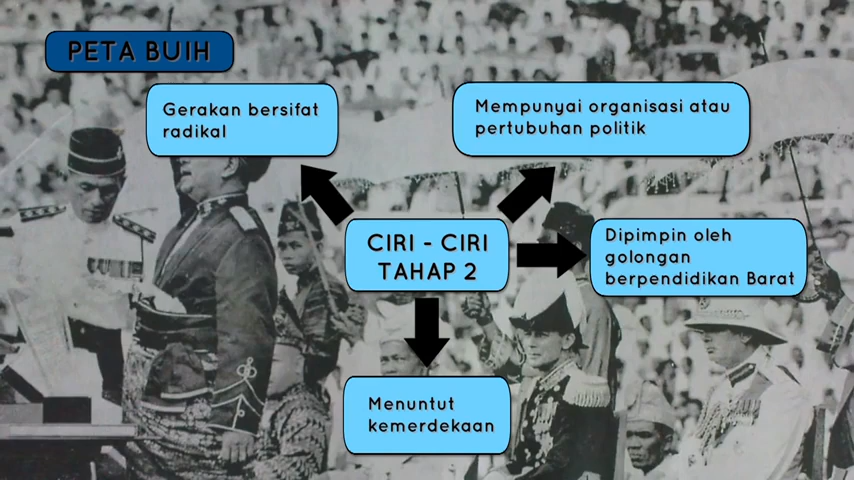 PETA BUIH
Gerakan bersifat
radikal
Mempunyai organisasi atau
pertubuhan politik
CIRI - CIRI
TAHAP 2
Dipimpin oleh
golongan
berpendidikan Barat
Menuntut
kemerdekaan